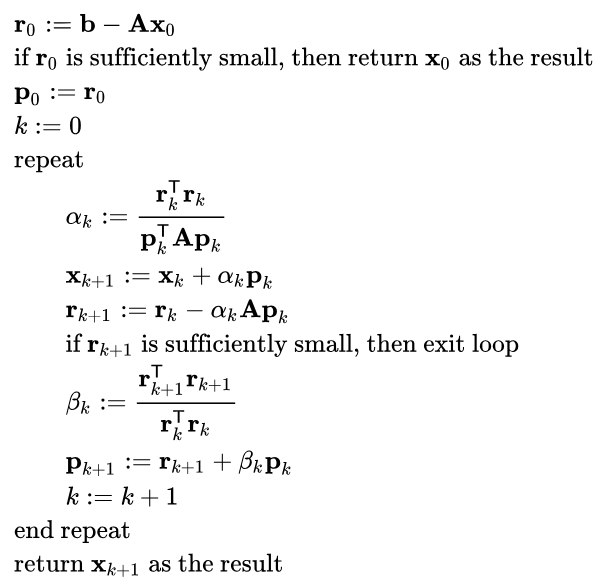 r₀ := b − Ax₀
if r₀ is sufficiently small, then return x₀ as the result
p₀ := r₀
k := 0
repeat
αₖ := rₖᵀrₖ / pₖᵀApₖ
xₖ₊₁ := xₖ + αₖpₖ
rₖ₊₁ := rₖ − αₖApₖ
if rₖ₊₁ is sufficiently small, then exit loop
βₖ := rₖ₊₁ᵀrₖ₊₁ / rₖᵀrₖ
pₖ₊₁ := rₖ₊₁ + βₖpₖ
k := k + 1
end repeat
return xₖ₊₁ as the result